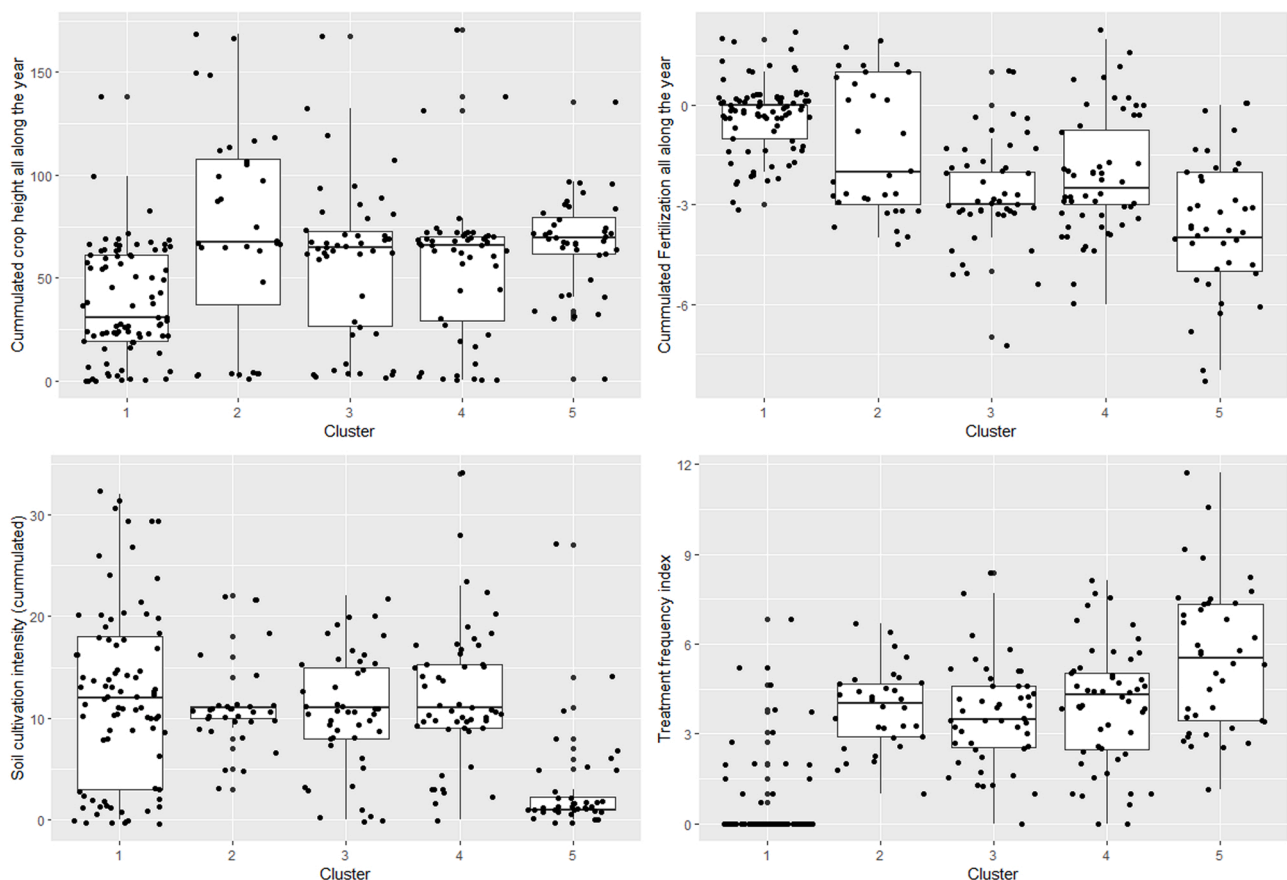 Cummulated crop height all along the year
150
100
50
0
1 2 3 4 5
Cluster
Cummulated Fertilization all along the year
0
-3
-6
1 2 3 4 5
Cluster
Soil cultivation intensity (cummulated)
30
20
10
0
1 2 3 4 5
Cluster
Treatment frequency index
12
9
6
3
0
1 2 3 4 5
Cluster